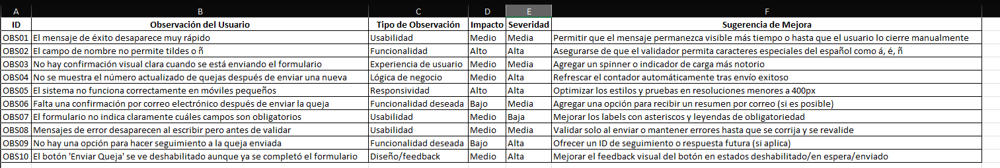 A B C D E F
ID Observación del Usuario Tipo de Observación Impacto Severidad Sugerencia de Mejora
OBS01 El mensaje de éxito desaparece muy rápido Usabilidad Medio Media Permitir que el mensaje permanezca visible más tiempo o hasta que el usuario lo cierre manualmente
OBS02 El campo de nombre no permite tildes o ñ Funcionalidad Alto Alta Asegurarse de que el validador permita caracteres especiales del español como á, é, ñ
OBS03 No hay confirmación visual clara cuando se está enviando el formulario Experiencia de usuario Medio Media Agregar un spinner o indicador de carga más notorio
OBS04 No se muestra el número actualizado de quejas después de enviar una nueva Lógica de negocio Medio Alta Refrescar el contador automáticamente tras envío exitoso
OBS05 El sistema no funciona correctamente en móviles pequeños Responsividad Alto Alta Optimizar los estilos y pruebas en resoluciones menores a 400px
OBS06 Falta una confirmación por correo electrónico después de enviar la queja Funcionalidad deseada Bajo Media Agregar una opción para recibir un resumen por correo (si es posible)
OBS07 El formulario no indica claramente cuáles campos son obligatorios Usabilidad Medio Baja Mejorar los labels con asteriscos y leyendas de obligatoriedad
OBS08 Mensajes de error desaparecen al escribir pero antes de validar Usabilidad Medio Media Validar solo al enviar o mantener errores hasta que se corrija y se revalide
OBS09 No hay una opción para hacer seguimiento a la queja enviada Funcionalidad deseada Bajo Alta Ofrecer un ID de seguimiento o respuesta futura (si aplica)
OBS10 El botón 'Enviar Queja' se ve deshabilitado aunque ya se completó el formulario Diseño/feedback Medio Alta Mejorar el feedback visual del botón en estados deshabilitado/en espera/enviado